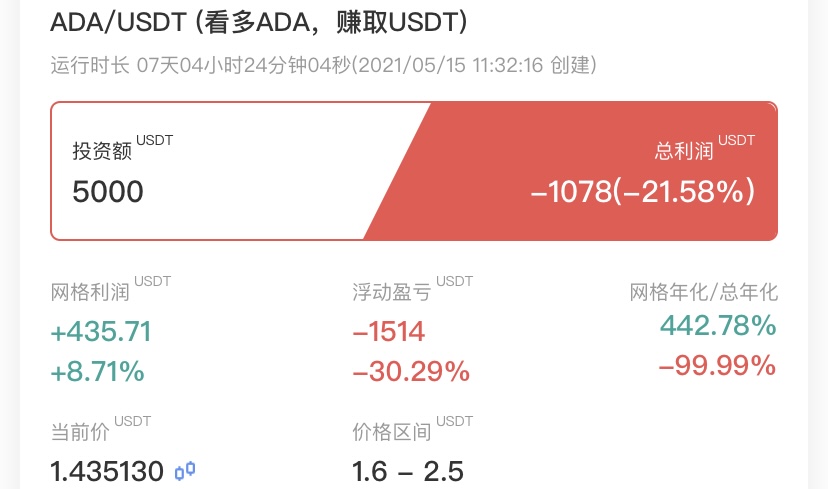 ADA/USDT (看多ADA，赚取USDT)
运行时长 07天04小时24分钟04秒(2021/05/15 11:32:16 创建)
投资额 USDT 总利润 USDT
5000 -1078(-21.58%)
网格利润 USDT 浮动盈亏 USDT 网格年化/总年化
+435.71 -1514 442.78%
+8.71% -30.29% -99.99%
当前价 USDT 价格区间 USDT
1.435130 1.6 - 2.5